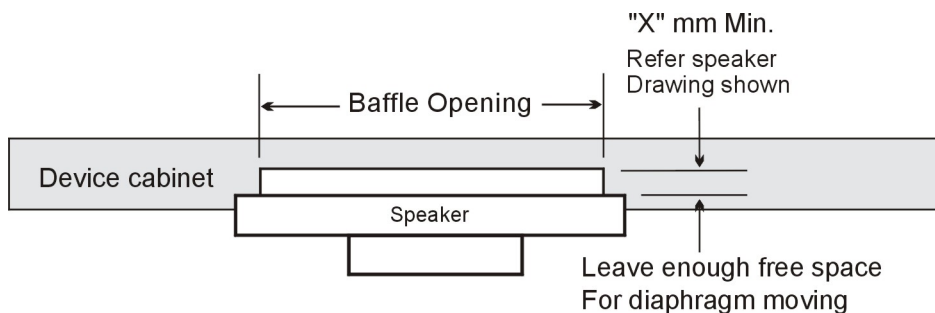 "X" mm Min.
Refer speaker
Drawing shown
Baffle Opening
Device cabinet
Speaker
Leave enough free space
For diaphragm moving